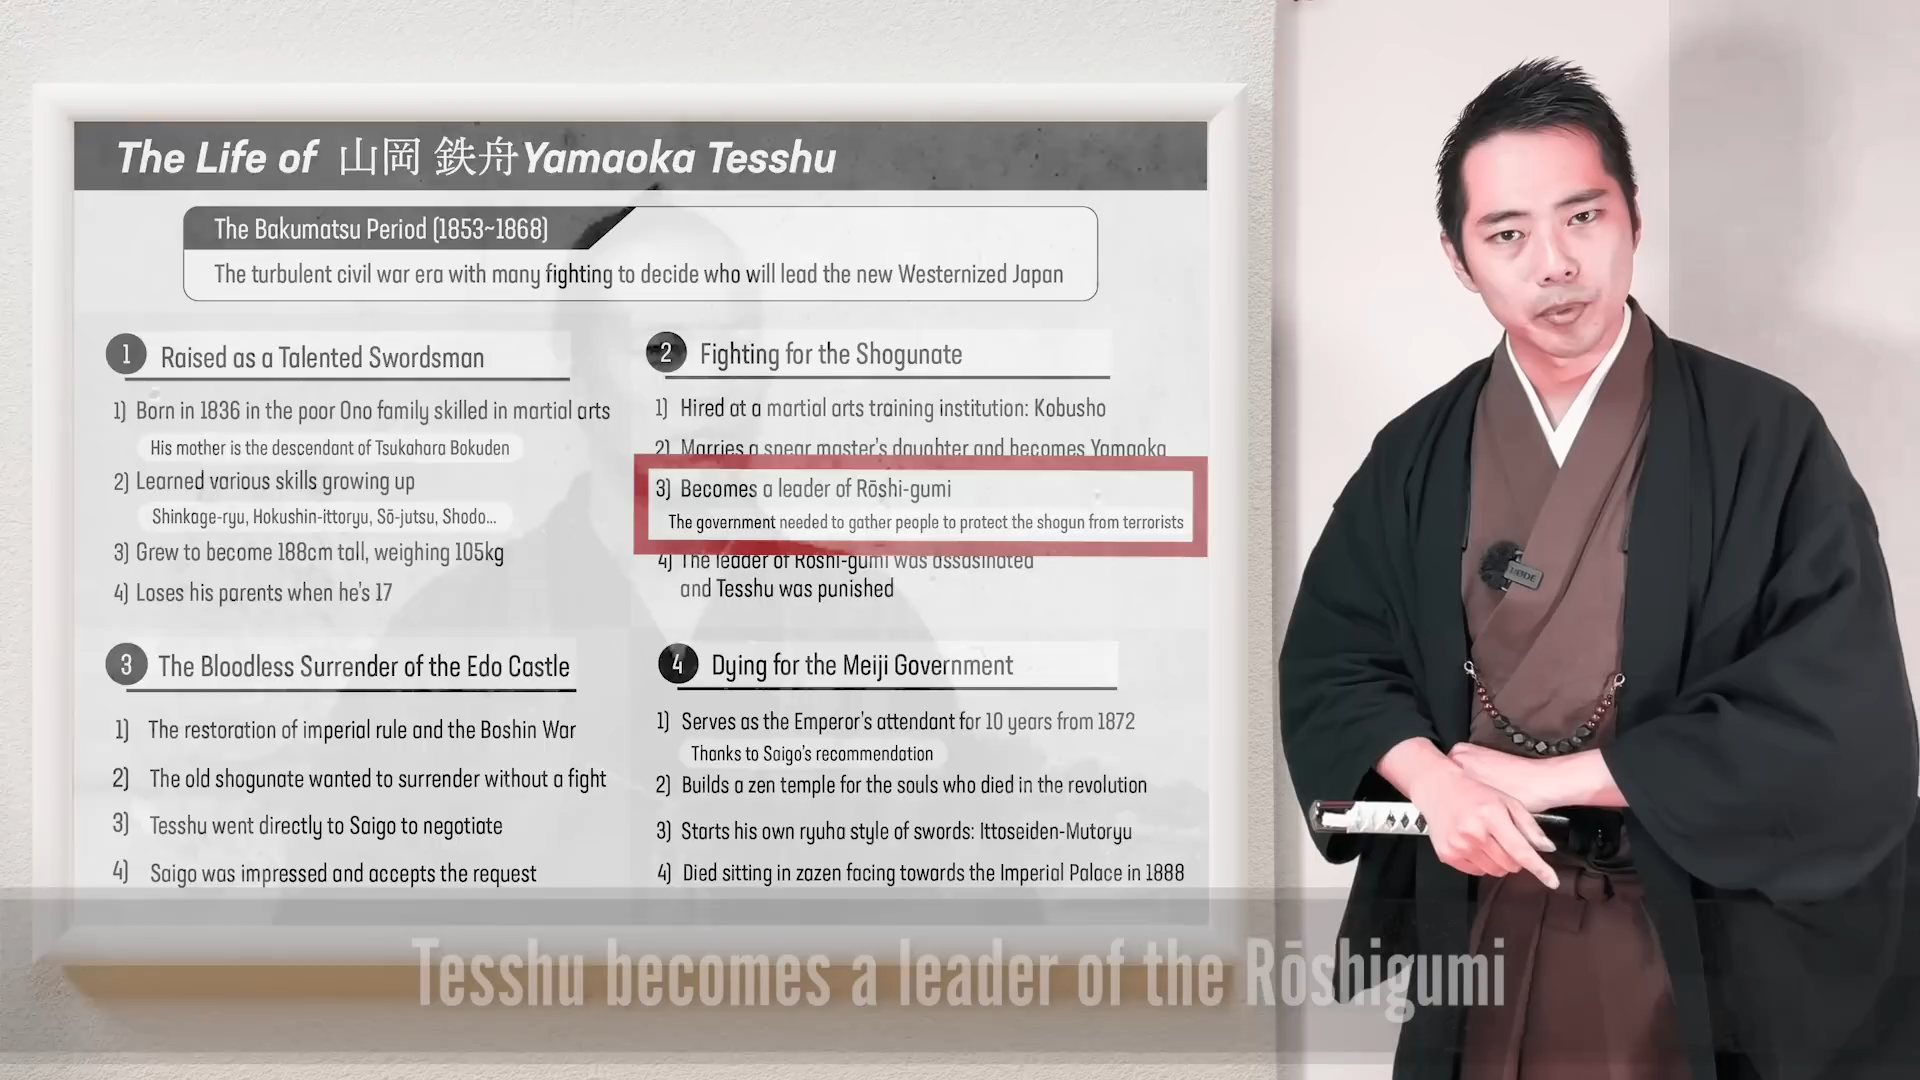 The Life of 山岡 鉄舟 Yamaoka Tesshu
The Bakumatsu Period (1853~1868)
The turbulent civil war era with many fighting to decide who will lead the new Westernized Japan
1 Raised as a Talented Swordsman
1) Born in 1836 in the poor Ono family skilled in martial arts
His mother is the descendant of Tsukahara Bokuden
2) Learned various skills growing up
Shinkage-ryu, Hokushin-ittoryu, Sō-jutsu, Shodo...
3) Grew to become 188cm tall, weighing 105kg
4) Loses his parents when he's 17
2 Fighting for the Shogunate
1) Hired at a martial arts training institution: Kobusho
2) Marries a spear master's daughter and becomes Yamaoka
3) Becomes a leader of Rōshi-gumi
The government needed to gather people to protect the shogun from terrorists
4) The leader of Roshi-gumi was assasinated
and Tesshu was punished
3 The Bloodless Surrender of the Edo Castle
1) The restoration of imperial rule and the Boshin War
2) The old shogunate wanted to surrender without a fight
3) Tesshu went directly to Saigo to negotiate
4) Saigo was impressed and accepts the request
4 Dying for the Meiji Government
1) Serves as the Emperor's attendant for 10 years from 1872
Thanks to Saigo's recommendation
2) Builds a zen temple for the souls who died in the revolution
3) Starts his own ryuha style of swords: Ittoseiden-Mutoryu
4) Died sitting in zazen facing towards the Imperial Palace in 1888
RODE
Tesshu becomes a leader of the Rōshigumi